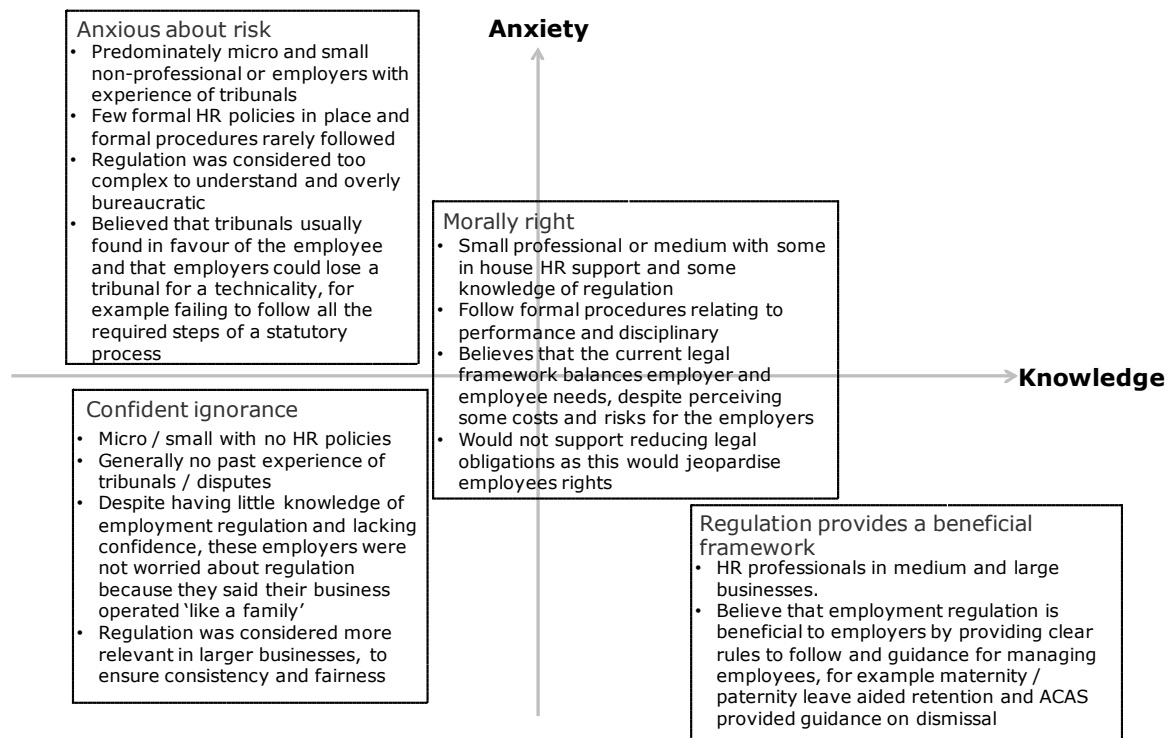 Anxious about risk
• Predominately micro and small
non-professional or employers with
experience of tribunals
• Few formal HR policies in place and
formal procedures rarely followed
• Regulation was considered too
complex to understand and overly
bureaucratic
• Believed that tribunals usually
found in favour of the employee
and that employers could lose a
tribunal for a technicality, for
example failing to follow all the
required steps of a statutory
process
Anxiety
Morally right
• Small professional or medium with some
in house HR support and some
knowledge of regulation
• Follow formal procedures relating to
performance and disciplinary
• Believes that the current legal
framework balances employer and
employee needs, despite perceiving
some costs and risks for the employers
• Would not support reducing legal
obligations as this would jeopardise
employees rights
Knowledge
Confident ignorance
• Micro / small with no HR policies
• Generally no past experience of
tribunals / disputes
• Despite having little knowledge of
employment regulation and lacking
confidence, these employers were
not worried about regulation
because they said their business
operated ‘like a family’
• Regulation was considered more
relevant in larger businesses, to
ensure consistency and fairness
Regulation provides a beneficial
framework
• HR professionals in medium and large
businesses.
• Believe that employment regulation is
beneficial to employers by providing clear
rules to follow and guidance for managing
employees, for example maternity /
paternity leave aided retention and ACAS
provided guidance on dismissal